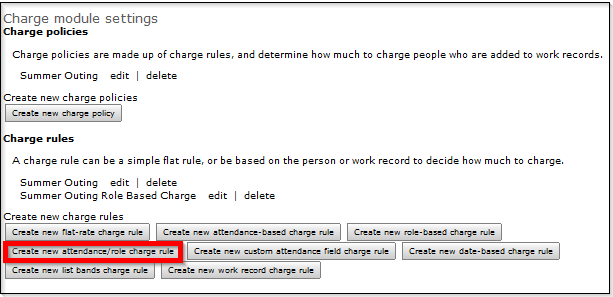 Charge module settings
Charge policies
Charge policies are made up of charge rules, and determine how much to charge people who are added to work records.
Summer Outing edit | delete
Create new charge policies
Create new charge policy
Charge rules
A charge rule can be a simple flat rule, or be based on the person or work record to decide how much to charge.
Summer Outing edit | delete
Summer Outing Role Based Charge edit | delete
Create new charge rules
Create new flat-rate charge rule Create new attendance-based charge rule Create new role-based charge rule
Create new attendance/role charge rule Create new custom attendance field charge rule Create new date-based charge rule
Create new list bands charge rule Create new work record charge rule